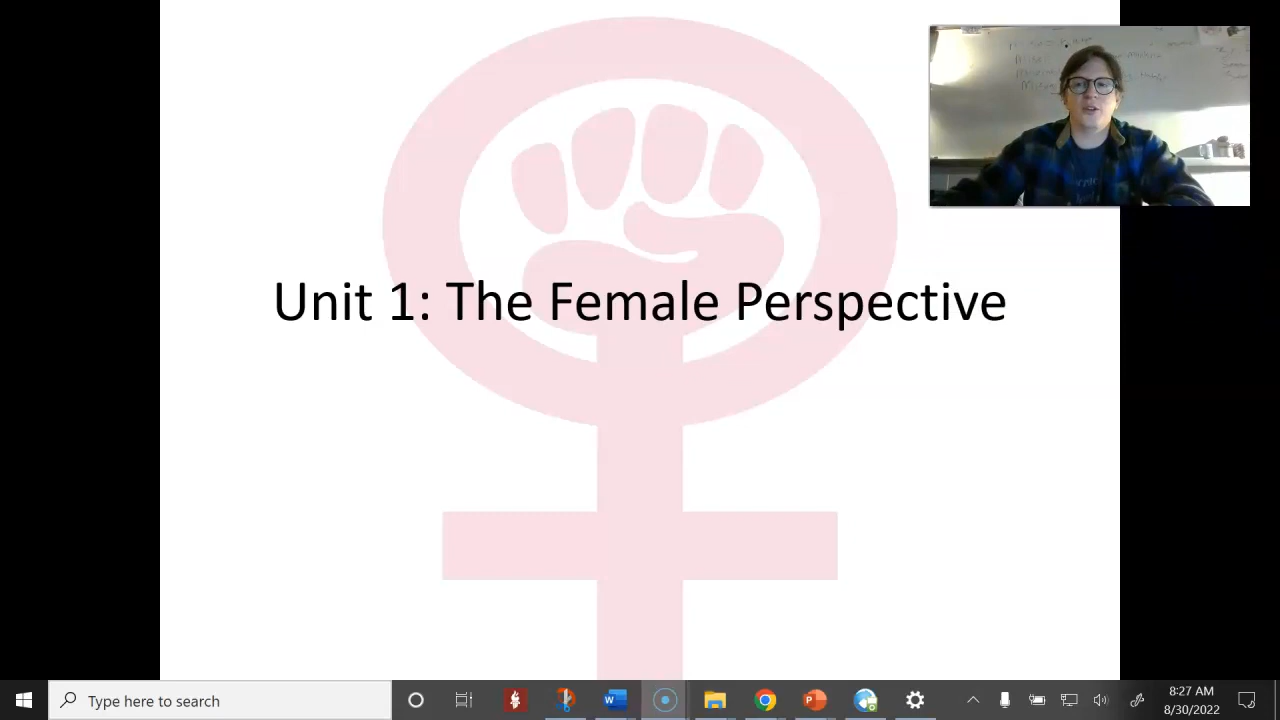 Unit 1: The Female Perspective
Type here to search
8:27 AM
8/30/2022